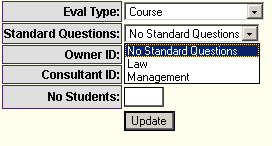 Eval Type: Course
Standard Questions: No Standard Questions
Owner ID: No Standard Questions
Law
Consultant ID: Management
No Students:
Update